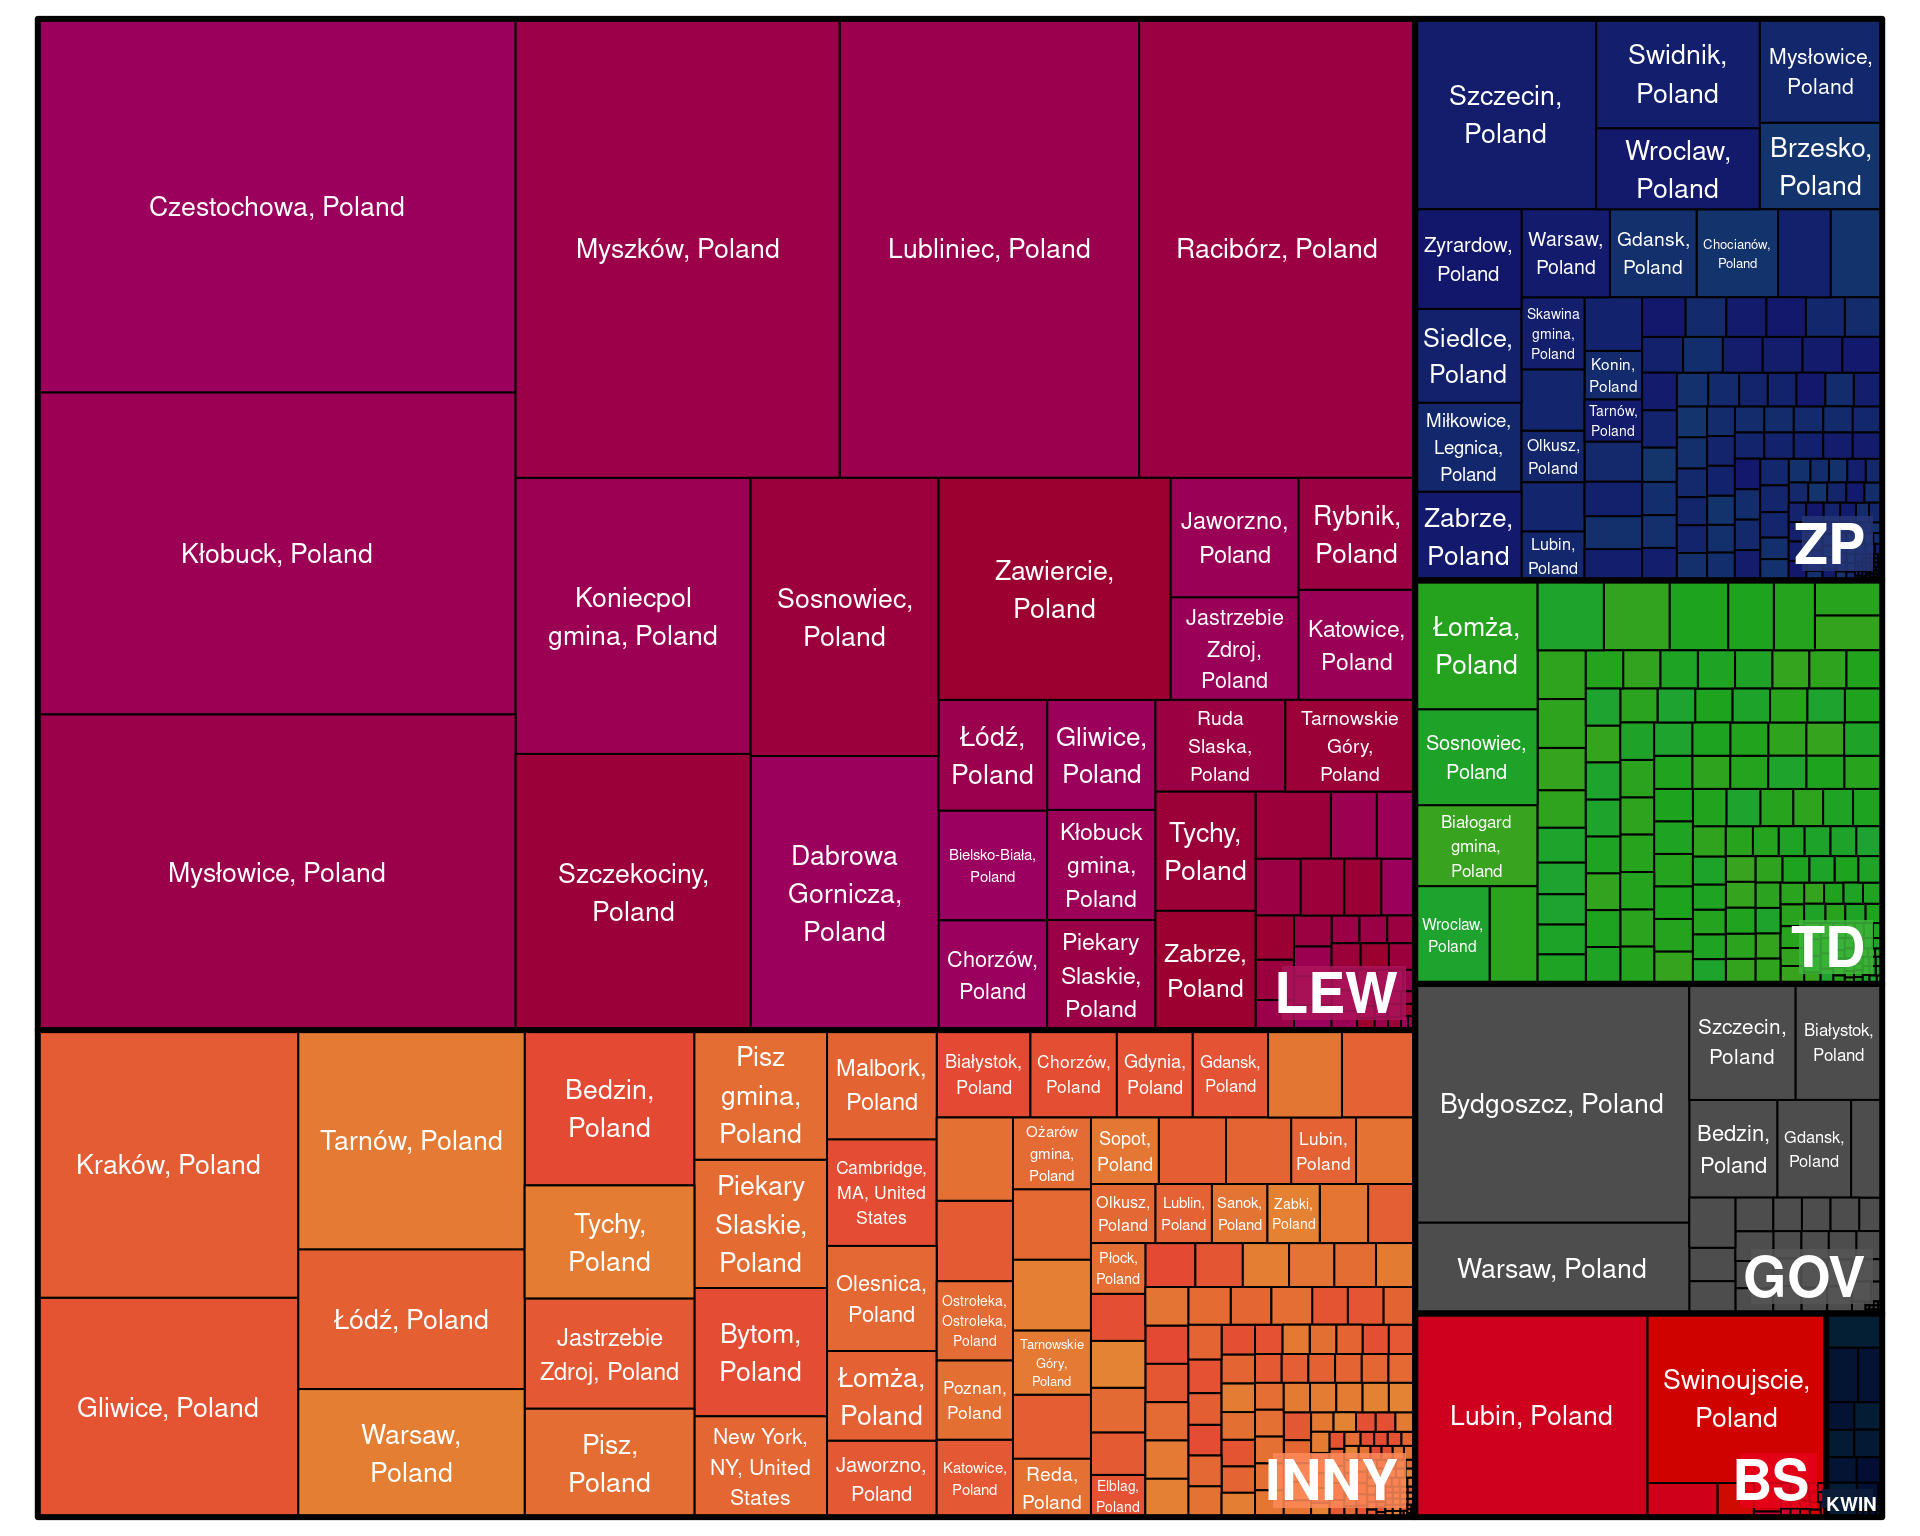 Czestochowa, Poland
Kłobuck, Poland
Mysłowice, Poland
Myszków, Poland
Lubliniec, Poland
Racibórz, Poland
Koniecpol
gmina, Poland
Szczekociny,
Poland
Sosnowiec,
Poland
Dabrowa
Gornicza,
Poland
Zawiercie,
Poland
Jaworzno,
Poland
Rybnik,
Poland
Jastrzebie
Zdroj,
Poland
Katowice,
Poland
Łódź,
Poland
Gliwice,
Poland
Ruda
Slaska,
Poland
Tarnowskie
Góry,
Poland
Bielsko-Biała,
Poland
Kłobuck
gmina,
Poland
Tychy,
Poland
Chorzów,
Poland
Piekary
Slaskie,
Poland
Zabrze,
Poland
LEW
Szczecin,
Poland
Swidnik,
Poland
Mysłowice,
Poland
Wroclaw,
Poland
Brzesko,
Poland
Zyrardow,
Poland
Warsaw,
Poland
Gdansk,
Poland
Chocianów,
Poland
Siedlce,
Poland
Skawina
gmina,
Poland
Konin,
Poland
Tarnów,
Poland
Miłkowice,
Legnica,
Poland
Olkusz,
Poland
Zabrze,
Poland
Lubin,
Poland
ZP
Łomża,
Poland
Sosnowiec,
Poland
Białogard
gmina,
Poland
Wroclaw,
Poland
TD
Bydgoszcz, Poland
Warsaw, Poland
Szczecin,
Poland
Białystok,
Poland
Bedzin,
Poland
Gdansk,
Poland
GOV
Lubin, Poland
Swinoujscie,
Poland
BS
KWIN
Kraków, Poland
Gliwice, Poland
Tarnów, Poland
Łódź, Poland
Warsaw,
Poland
Bedzin,
Poland
Tychy,
Poland
Jastrzebie
Zdroj, Poland
Pisz,
Poland
Pisz
gmina,
Poland
Piekary
Slaskie,
Poland
Bytom,
Poland
New York,
NY, United
States
Malbork,
Poland
Cambridge,
MA, United
States
Olesnica,
Poland
Łomża,
Poland
Jaworzno,
Poland
Białystok,
Poland
Chorzów,
Poland
Gdynia,
Poland
Gdansk,
Poland
Ożarów
gmina,
Poland
Sopot,
Poland
Lubin,
Poland
Olkusz,
Poland
Lublin,
Poland
Sanok,
Poland
Zabki,
Poland
Płock,
Poland
Ostrołeka,
Ostroleka,
Poland
Tarnowskie
Góry,
Poland
Poznan,
Poland
Katowice,
Poland
Reda,
Poland
Elblag,
Poland
INNY